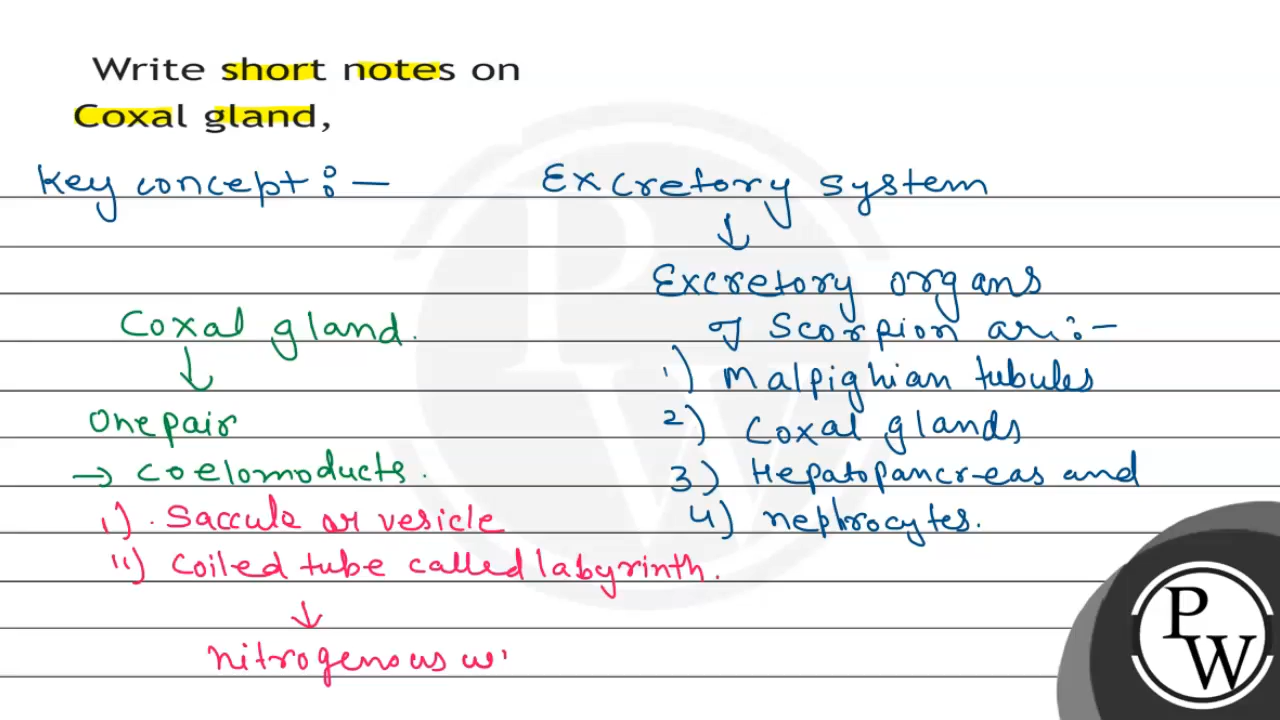 Write short notes on
Coxal gland,
Key concept :—
Excretory system
↓
Excretory organs
of Scorpion are :—
1) Malpighian tubules
2) Coxal glands
3) Hepatopancreas and
4) nephrocytes.
Coxal gland.
↓
One pair
→ coelomoducts.
i) . Saccule or vesicle
ii) Coiled tube called labyrinth.
↓
nitrogenous
PW